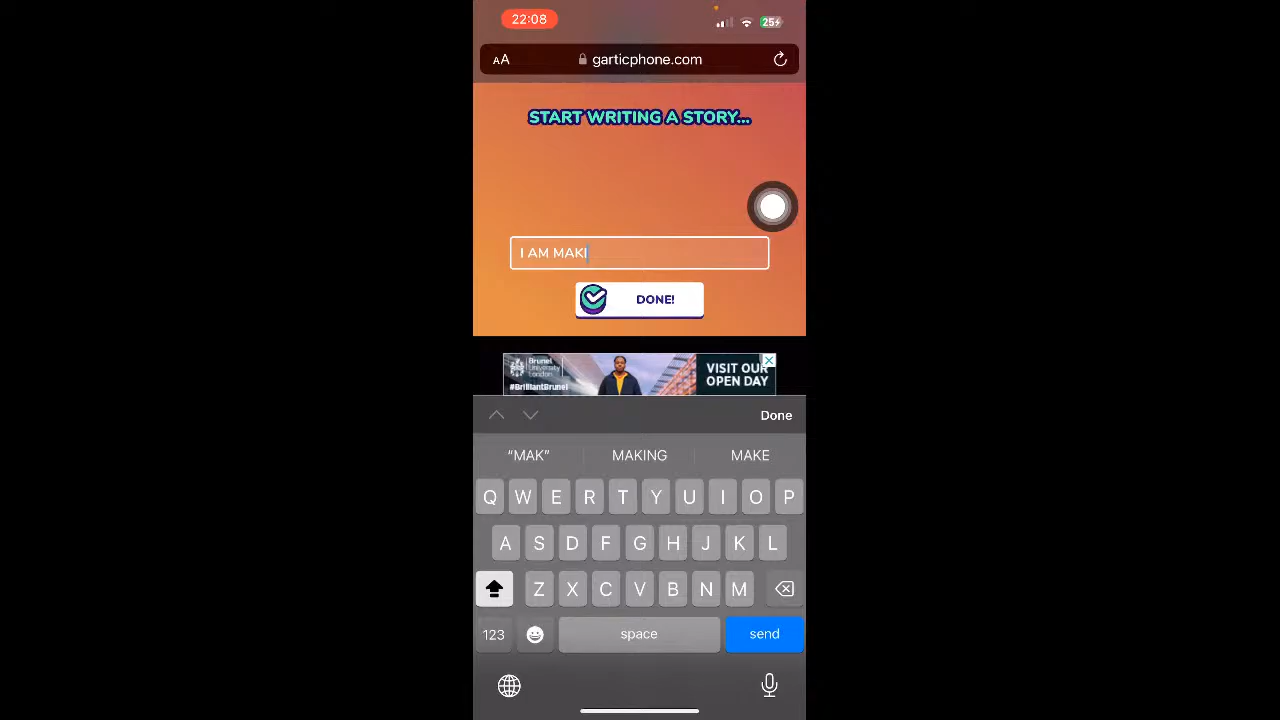 22:08
25
AA garticphone.com
START WRITING A STORY...
I AM MAKI
DONE!
Brunel
University
London
#BrilliantBrunel
VISIT OUR
OPEN DAY
Done
“MAK” MAKING MAKE
Q W E R T Y U I O P
A S D F G H J K L
Z X C V B N M
123 space send